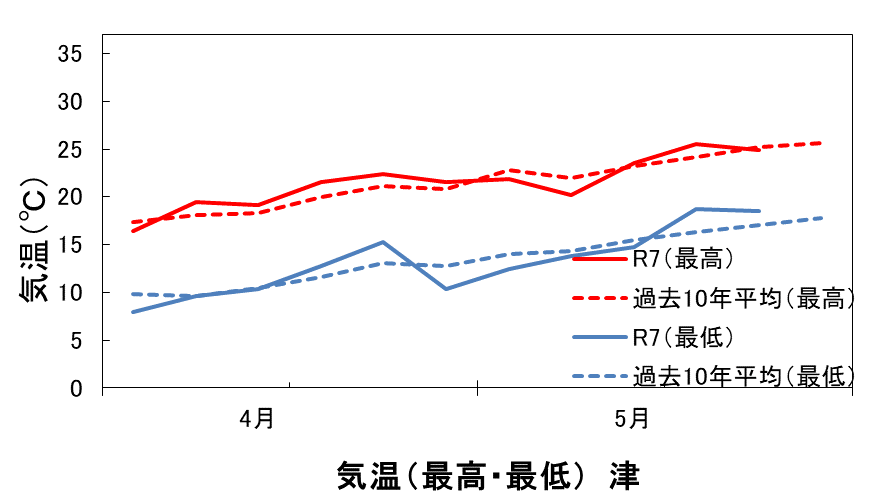 35
30
25
20
15
10
5
0
気温(℃)
R7(最高)
過去10年平均(最高)
R7(最低)
過去10年平均(最低)
4月
5月
気温(最高・最低) 津